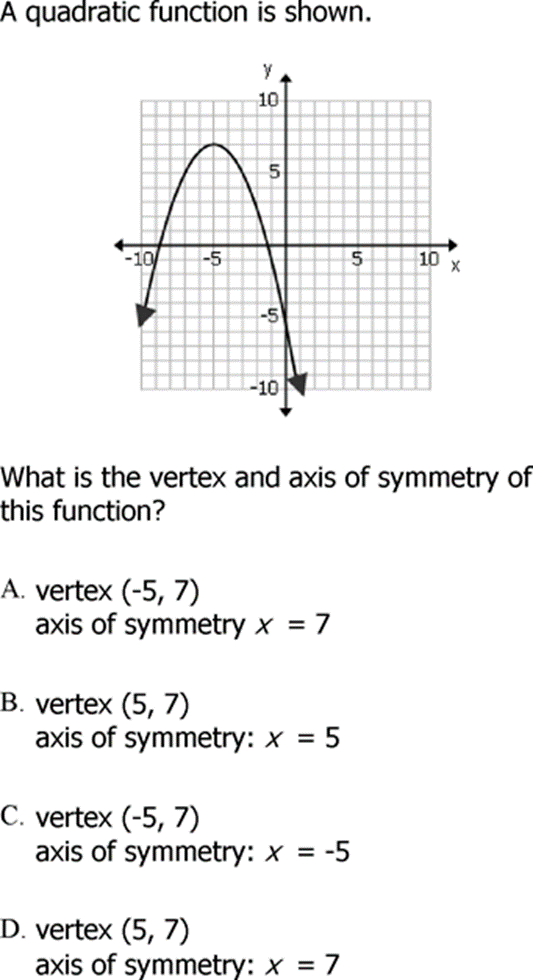 A quadratic function is shown.
y
10
5
-10 -5 5 10 x
-5
-10
What is the vertex and axis of symmetry of
this function?
A. vertex (-5, 7)
axis of symmetry x = 7
B. vertex (5, 7)
axis of symmetry: x = 5
C. vertex (-5, 7)
axis of symmetry: x = -5
D. vertex (5, 7)
axis of symmetry: x = 7